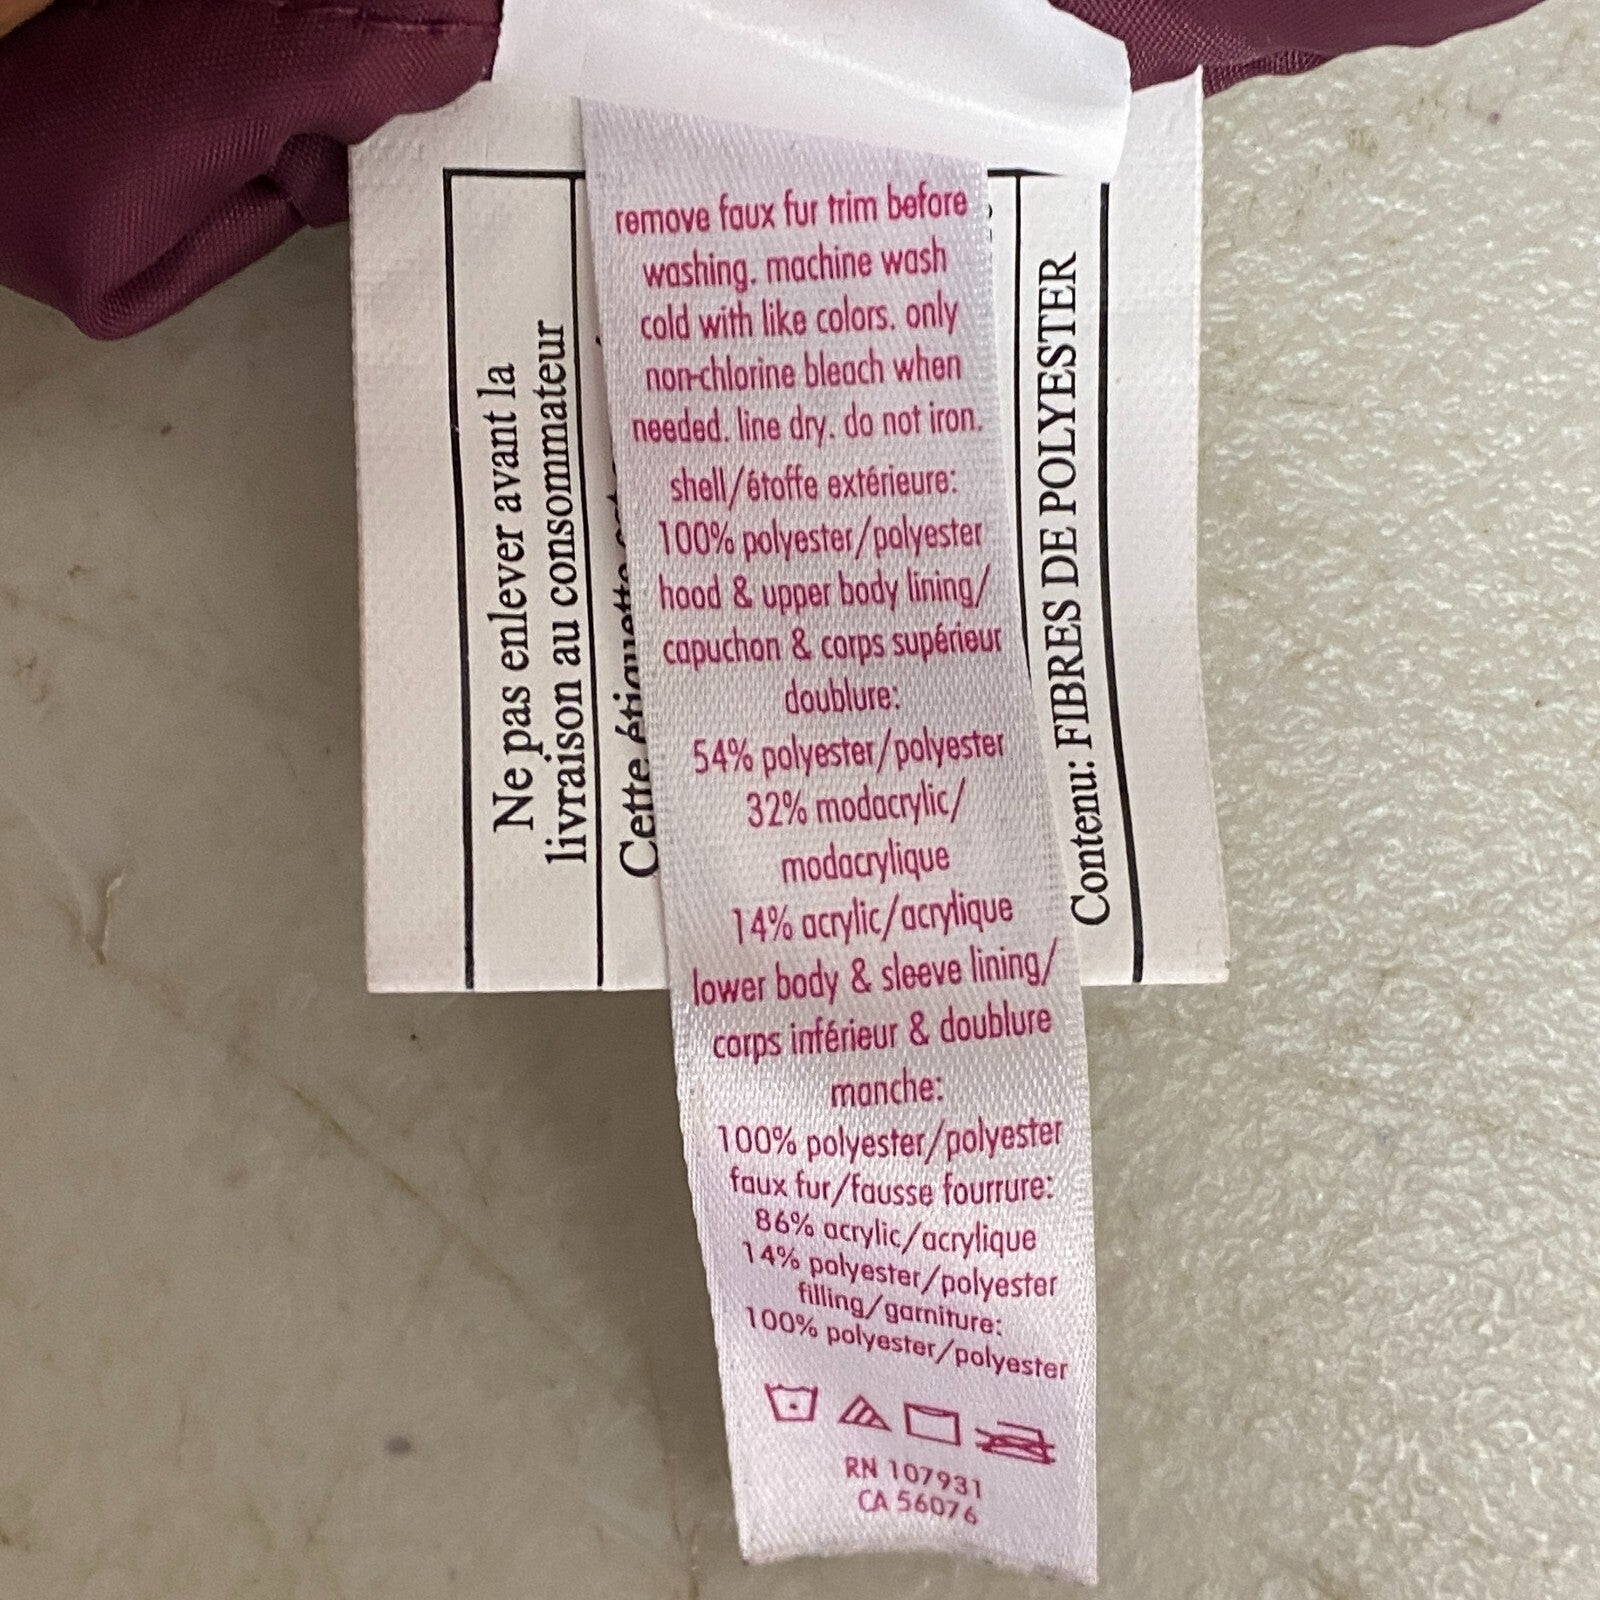 remove faux fur trim before
washing. machine wash
cold with like colors. only
non-chlorine bleach when
needed. line dry. do not iron.
shell/étoffe extérieure:
100% polyester/polyester
hood & upper body lining/
capuchon & corps supérieur
doublure:
54% polyester/polyester
32% modacrylic/
modacrylique
14% acrylic/acrylique
lower body & sleeve lining/
corps inférieur & doublure
manche:
100% polyester/polyester
faux fur/fausse fourrure:
86% acrylic/acrylique
14% polyester/polyester
filling/garniture:
100% polyester/polyester
RN 107931
CA 56076
Ne pas enlever avant la
livraison au consommateur
Cette étiquette
Contenu: FIBRES DE POLYESTER